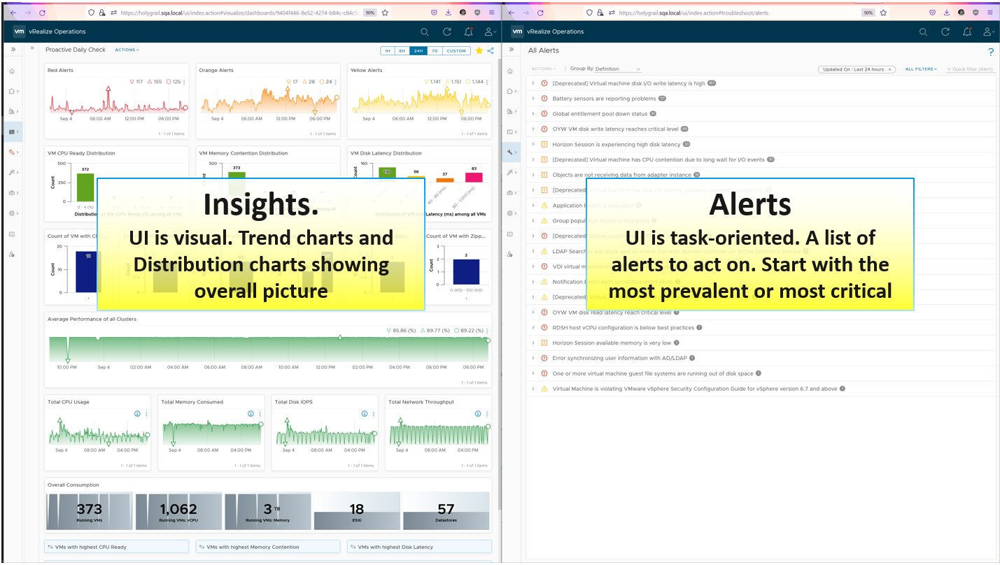 https://holygrail.sqa.local/ui/index.action#visualize/dashboards/9404f446-8e52-4274-b84c-c84c5c
90%
vm vRealize Operations
Proactive Daily Check ACTIONS
1H 6H 24H 7D CUSTOM
Red Alerts
117 155 125
Sep 4 06:00 AM 12:00 PM 06:00 PM
1 - 1 of 1 items
Orange Alerts
17 28 24
Sep 4 06:00 AM 12:00 PM 06:00 PM
1 - 1 of 1 items
Yellow Alerts
1,141 1,151 1,144
Sep 4 06:00 AM 12:00 PM 06:00 PM
1 - 1 of 1 items
VM CPU Ready Distribution
500
250
0
Count
372
0 - 4 (%)
VM Memory Contention Distribution
500
Count
373
VM Disk Latency Distribution
160
Count
130 56 37 83
40 - 80 (ms)
80 - 1,000 (ms)
Insights.
UI is visual. Trend charts and
Distribution charts showing
overall picture
Count of VM with
20
10
0
Count
18
Count of VM with Zipp...
3
2
1
0
Count
2
0 (KB) - 100 (KB)
Average Performance of all Clusters
85.86 (%) 89.77 (%) 89.22 (%)
10:00 PM Sep 4 02:00 AM 04:00 AM 06:00 AM 08:00 AM 10:00 AM 12:00 PM 02:00 PM 04:00 PM 06:00 PM 08:00 PM
1 - 1 of 1 items
Total CPU Usage
Sep 4 08:00 AM 04:00 PM
1 - 1 of 1 items
Total Memory Consumed
Sep 4 08:00 AM 04:00 PM
1 - 1 of 1 items
Total Disk IOPS
Sep 4 08:00 AM 04:00 PM
1 - 1 of 1 items
Total Network Throughput
Sep 4 08:00 AM 04:00 PM
1 - 1 of 1 items
Overall Consumption
373
Running VMs
1,062
Running VMs: vCPU
3 TB
Running VMs: Memory
18
ESXi
57
Datastores
VMs with highest CPU Ready
VMs with highest Memory Contention
VMs with highest Disk Latency
https://holygrail.sqa.local/ui/index.action#troubleshoot/alerts
90%
vm vRealize Operations
All Alerts
?
ACTIONS Group By Definition
Updated On : Last 24 hours ×
ALL FILTERS
Quick filter (Alert)
[Deprecated] Virtual machine disk I/O write latency is high 167
Battery sensors are reporting problems
Global entitlement pool down status
OYW VM disk write latency reaches critical level
Horizon Session is experiencing high disk latency
[Deprecated] Virtual machine has CPU contention due to long wait for I/O events
Objects are not receiving data from adapter instance
[Deprecated] Virtual machine has disk I/O latency problem
Application Health is degraded
Group population health is degraded
[Deprecated]
LDAP Searches are stuck and no interaction with domain controller on Active Directory Service
VDI virtual
Notification Event Alert on relationship Failure
[Deprecated] Virtual
Alerts
UI is task-oriented. A list of
alerts to act on. Start with the
most prevalent or most critical
OYW VM disk read latency reach critical level 1
RDSH host vCPU configuration is below best practices 1
Horizon Session available memory is very low 1
Error synchronizing user information with AD/LDAP 1
One or more virtual machine guest file systems are running out of disk space 1
Virtual Machine is violating VMware vSphere Security Configuration Guide for vSphere version 6.7 and above 1